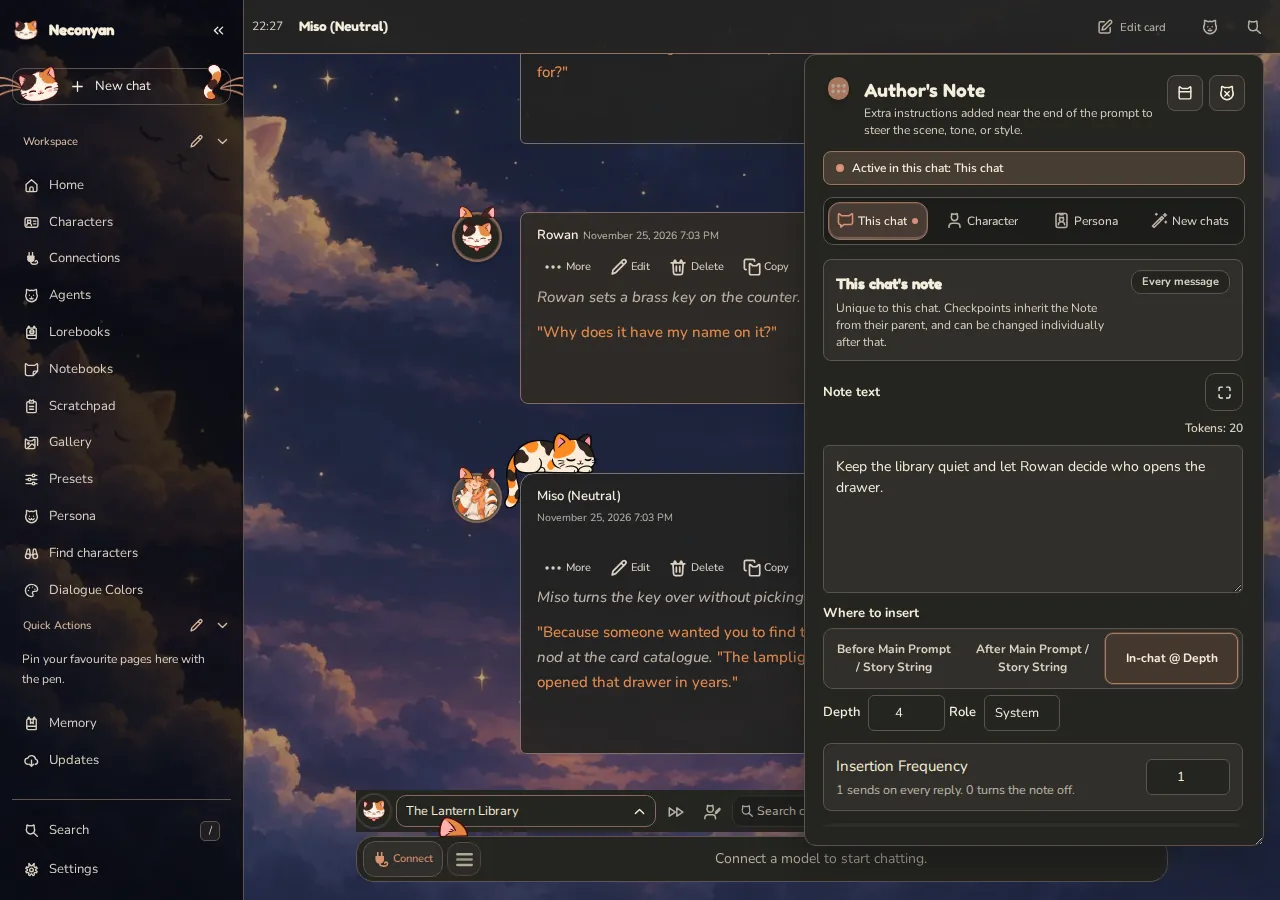 Neconyan
New chat
Workspace
Home
Characters
Connections
Agents
Lorebooks
Notebooks
Scratchpad
Gallery
Presets
Persona
Find characters
Dialogue Colors
Quick Actions
Pin your favourite pages here with
the pen.
Memory
Updates
Search /
Settings
22:27 Miso (Neutral)
Edit card
for?"
Rowan November 25, 2026 7:03 PM
More Edit Delete Copy
Rowan sets a brass key on the counter.
"Why does it have my name on it?"
Miso (Neutral)
November 25, 2026 7:03 PM
More Edit Delete Copy
Miso turns the key over without picking
"Because someone wanted you to find
nod at the card catalogue. "The
opened that drawer in years."
The Lantern Library
Search
Connect
Connect a model to start chatting.
Author's Note
Extra instructions added near the end of the prompt to
steer the scene, tone, or style.
Active in this chat: This chat
This chat Character Persona New chats
This chat's note
Every message
Unique to this chat. Checkpoints inherit the Note
from their parent, and can be changed individually
after that.
Note text
Tokens: 20
Keep the library quiet and let Rowan decide who opens the
drawer.
Where to insert
Before Main Prompt
/ Story String
After Main Prompt /
Story String
In-chat @ Depth
Depth 4 Role System
Insertion Frequency
1 sends on every reply. 0 turns the note off.
1